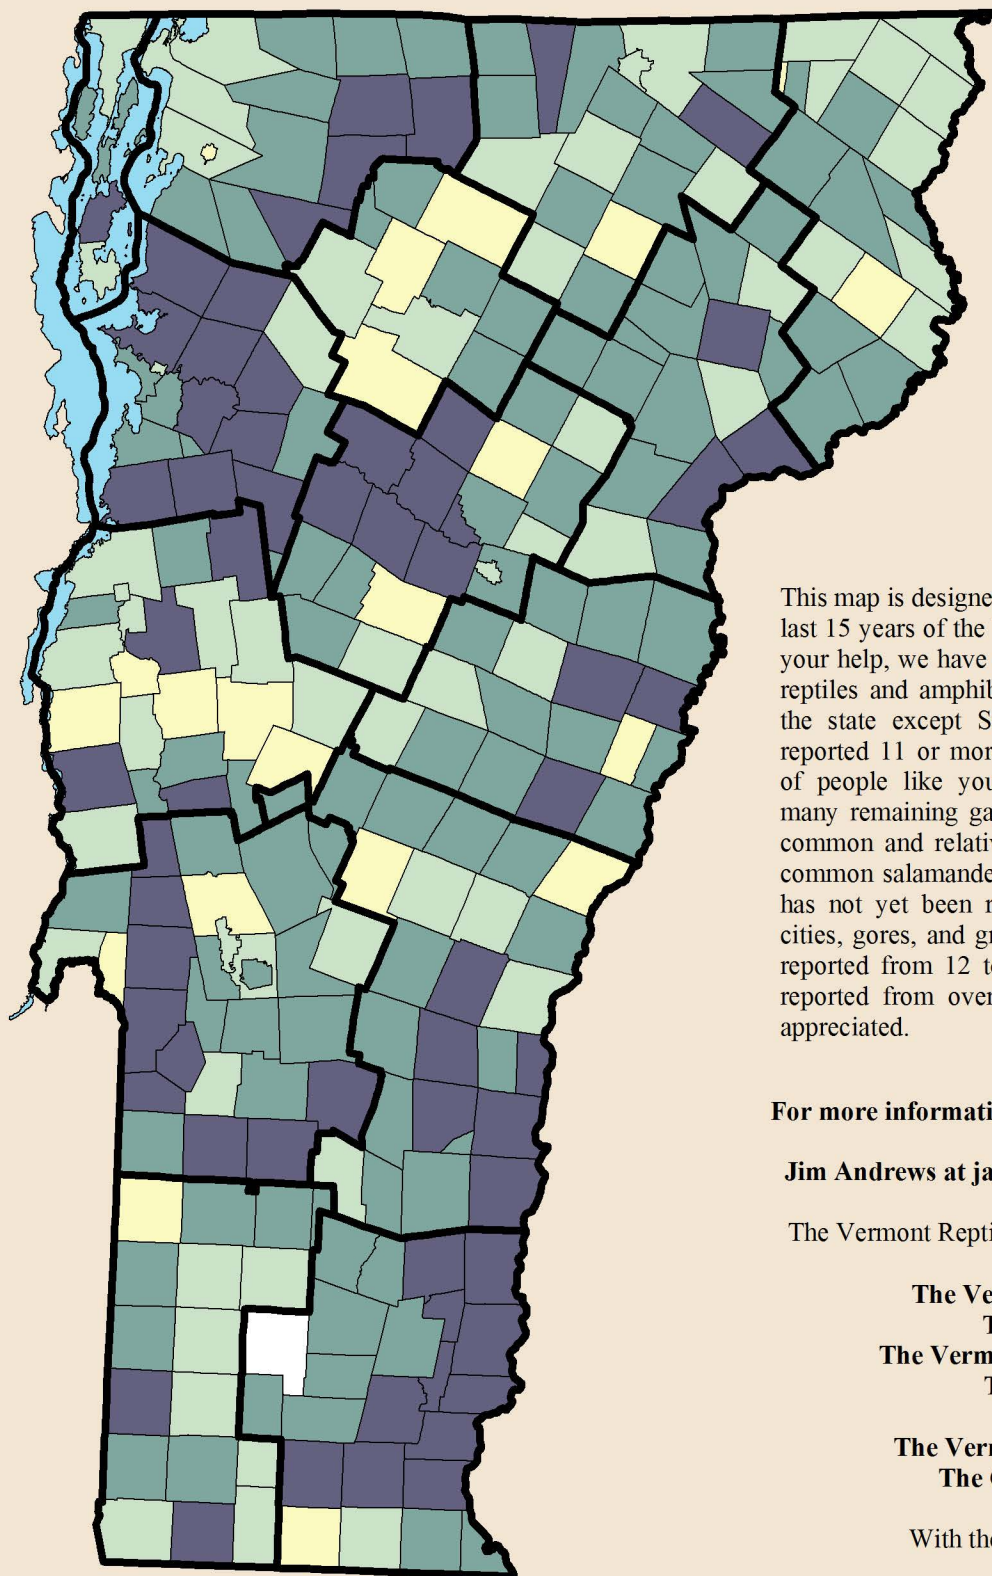 This map is designe
last 15 years of the
your help, we have
reptiles and amphib
the state except S
reported 11 or mor
of people like you
many remaining ga
common and relativ
common salamande
has not yet been r
cities, gores, and gr
reported from 12 to
reported from over
appreciated.
For more informati
Jim Andrews at ja
The Vermont Repti
The Ve
T
The Verm
T
The Vern
The
With the